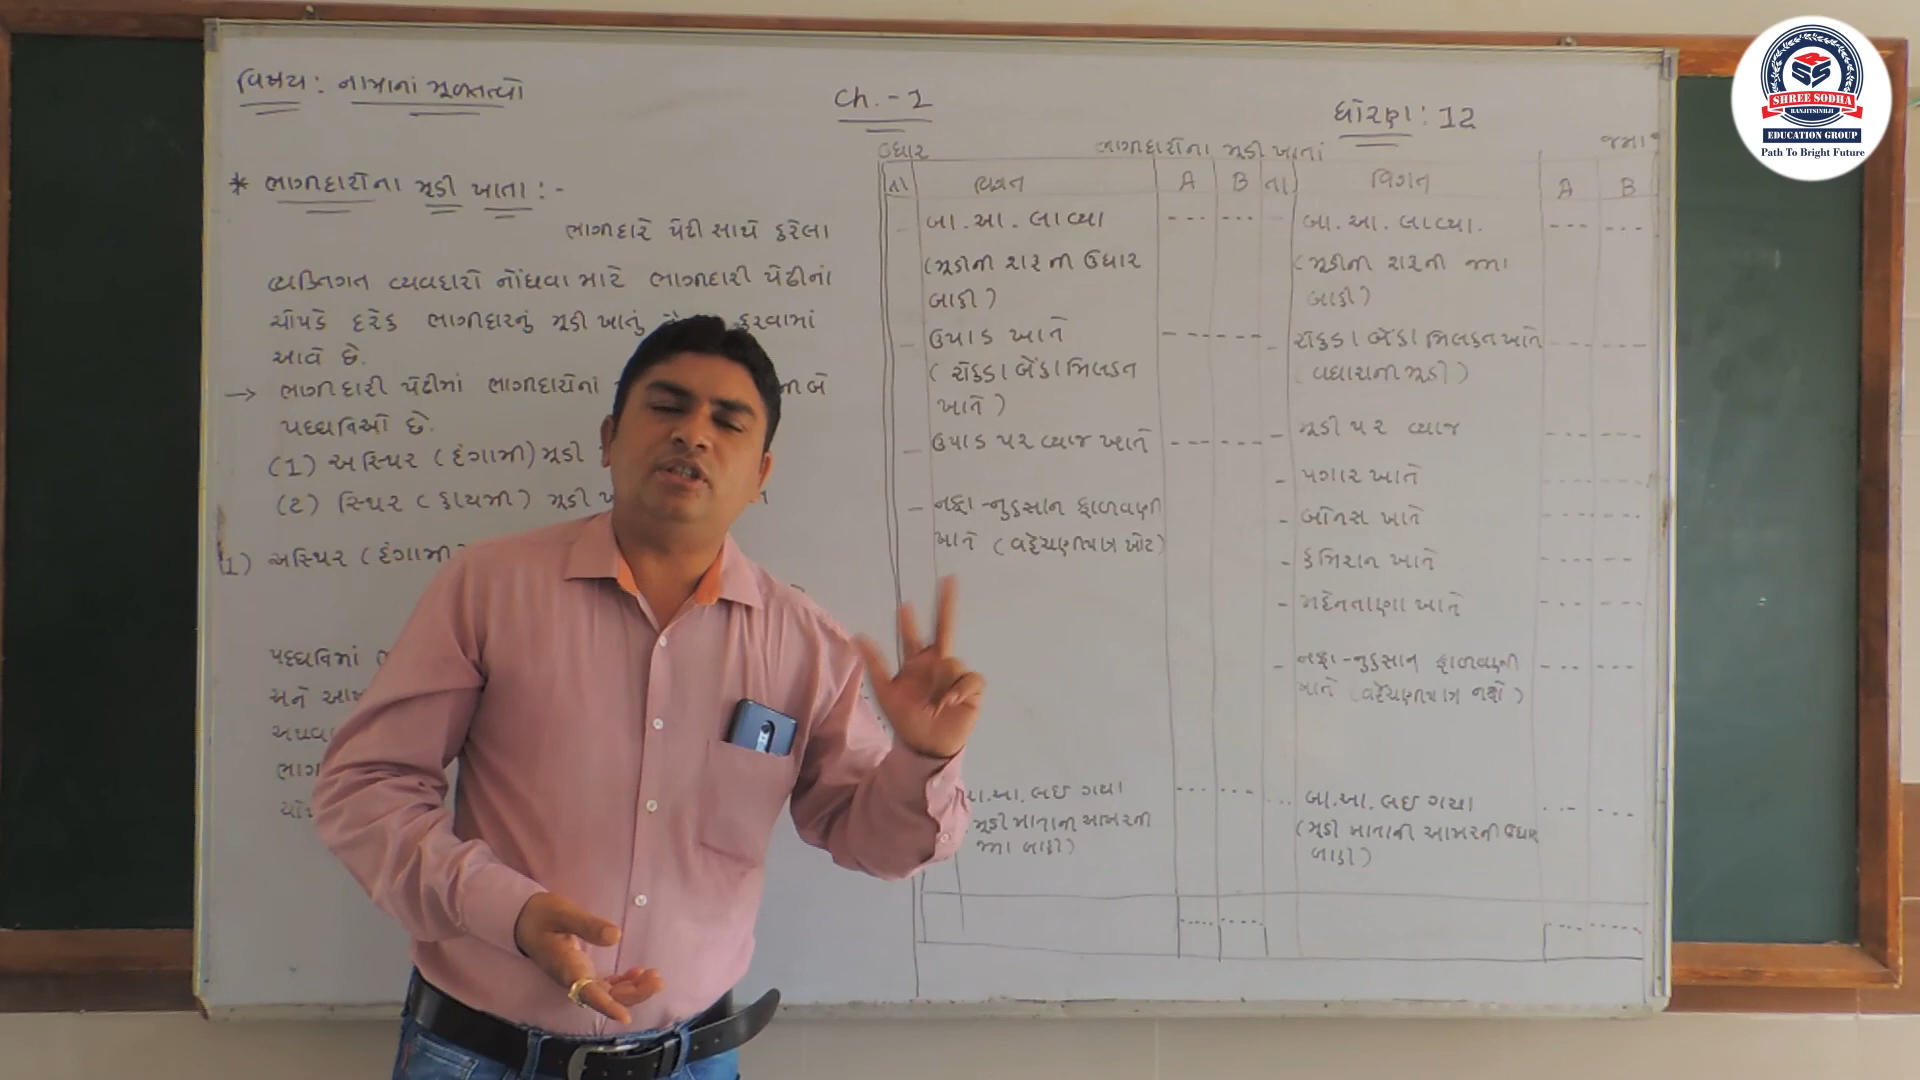 વિષય : નામાનાં મૂળતત્વો
Ch. - 1
ધોરણ : 12
* ભાગીદારોના મૂડી ખાતા : -
ભાગીદારે પેઢી સાથે કરેલા
વ્યક્તિગત વ્યવહારો નોંધવા માટે ભાગીદારી પેઢીનાં
ચોપડે દરેક ભાગીદારનું મૂડી ખાતું કરવામાં
આવે છે.
→ ભાગીદારી પેઢીમાં ભાગીદારોનાં બે
પદ્ધતિઓ છે.
(1) અસ્થિર (હંગામી) મૂડી
(2) સ્થિર (કાયમી) મૂડી
1) અસ્થિર (હંગામી
પદ્ધતિમાં
અને
ઉધાર
ભાગીદારોના મૂડી ખાતાં
જમા
તા વિગત A B તા વિગત A B
બા.આ. લાવ્યા --- --- બા.આ. લાવ્યા. --- ---
(મૂડીની શરૂની ઉધાર (મૂડીની શરૂની જમા
બાકી) બાકી)
ઉપાડ ખાતે રોકડ/બેંક/મિલકત ખાતે
(રોકડ/બેંક/મિલકત (વધારાની મૂડી)
ખાતે)
ઉપાડ પર વ્યાજ ખાતે મૂડી પર વ્યાજ
- પગાર ખાતે
- નફા-નુકસાન ફાળવણી - બોનસ ખાતે
ખાતે (વહેંચણીપાત્ર ખોટ) - કમિશન ખાતે
- મહેનતાણા ખાતે
- નફા-નુકસાન ફાળવણી
ખાતે (વહેંચણીપાત્ર નફો)
બા.આ. લઈ ગયા --- --- બા.આ. લઈ ગયા --- ---
મૂડી ખાતાની આખરની (મૂડી ખાતાની આખરની ઉધાર
જમા બાકી) બાકી)
SHREE SODHA
RANJITSINHJI
EDUCATION GROUP
Path To Bright Future